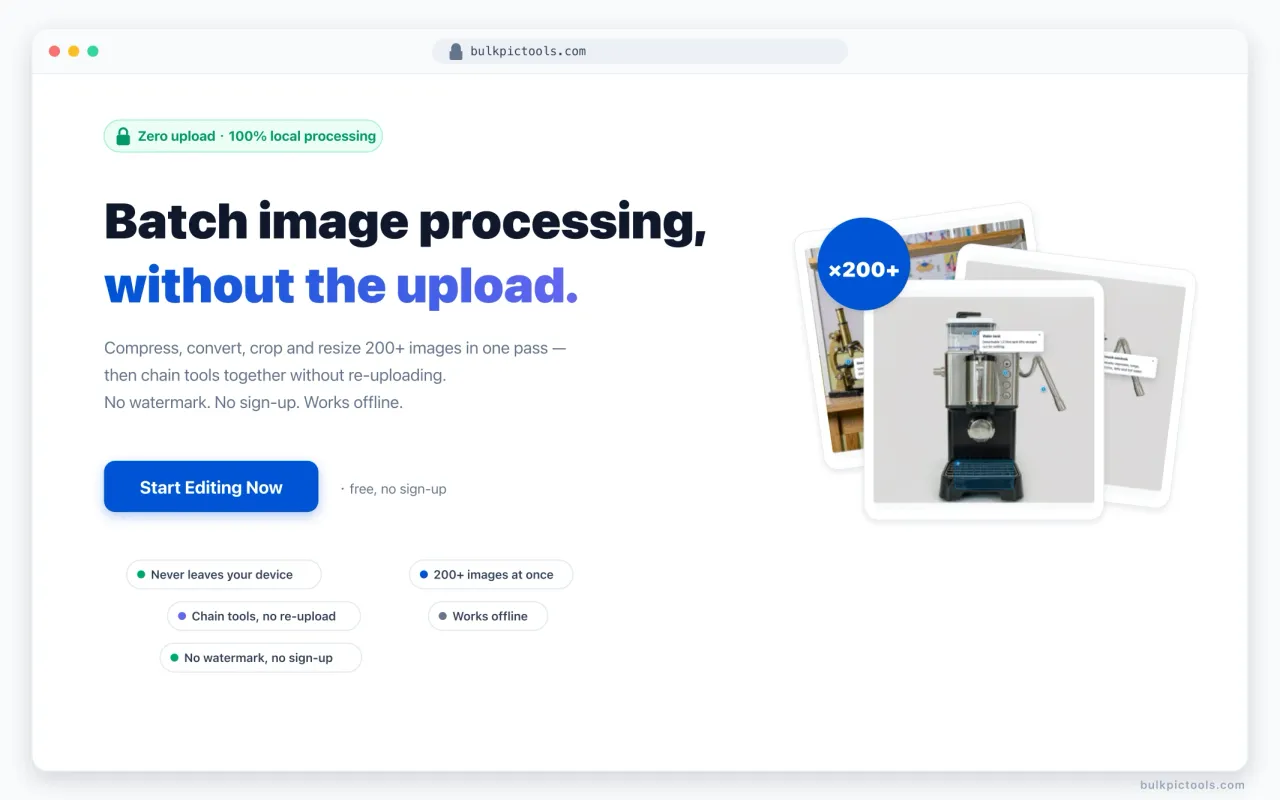 bulkpictools.com
Zero upload · 100% local processing
Batch image processing,
without the upload.
Compress, convert, crop and resize 200+ images in one pass —
then chain tools together without re-uploading.
No watermark. No sign-up. Works offline.
Start Editing Now
· free, no sign-up
Never leaves your device
200+ images at once
Chain tools, no re-upload
Works offline
No watermark, no sign-up
×200+
bulkpictools.com